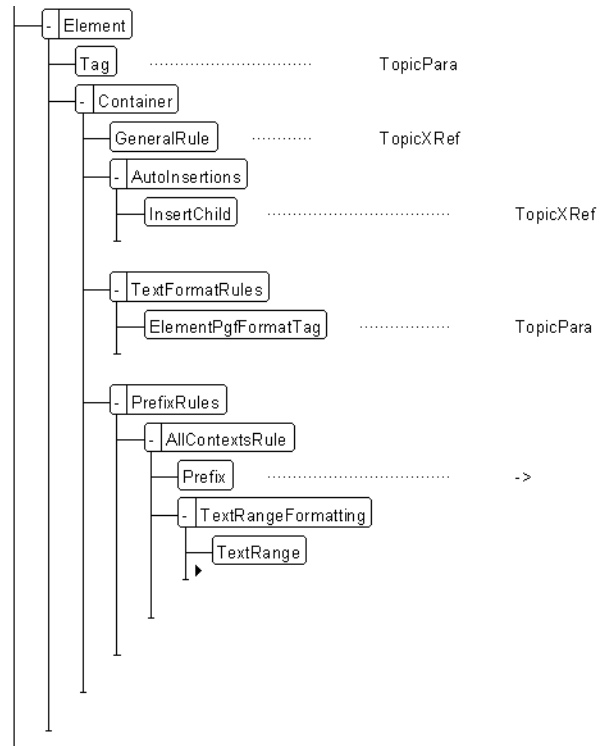 - Element
Tag TopicPara
- Container
GeneralRule TopicXRef
- AutoInsertions
InsertChild TopicXRef
- TextFormatRules
ElementPgfFormatTag TopicPara
- PrefixRules
- AllContextsRule
Prefix ->
- TextRangeFormatting
TextRange